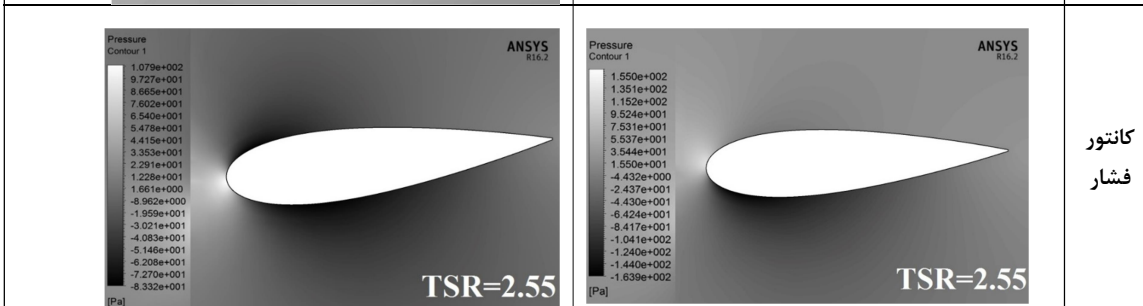 Pressure
Contour 1
1.079e+002
9.727e+001
8.665e+001
7.602e+001
6.540e+001
5.478e+001
4.415e+001
3.353e+001
2.291e+001
1.228e+001
1.661e+000
-8.962e+000
-1.959e+001
-3.021e+001
-4.083e+001
-5.146e+001
-6.208e+001
-7.270e+001
-8.332e+001
[Pa]
ANSYS
R16.2
TSR=2.55
Pressure
Contour 1
1.550e+002
1.351e+002
1.152e+002
9.524e+001
7.531e+001
5.537e+001
3.544e+001
1.550e+001
-4.432e+000
-2.437e+001
-4.430e+001
-6.424e+001
-8.417e+001
-1.041e+002
-1.240e+002
-1.440e+002
-1.639e+002
[Pa]
ANSYS
R16.2
TSR=2.55
کانتور
فشار